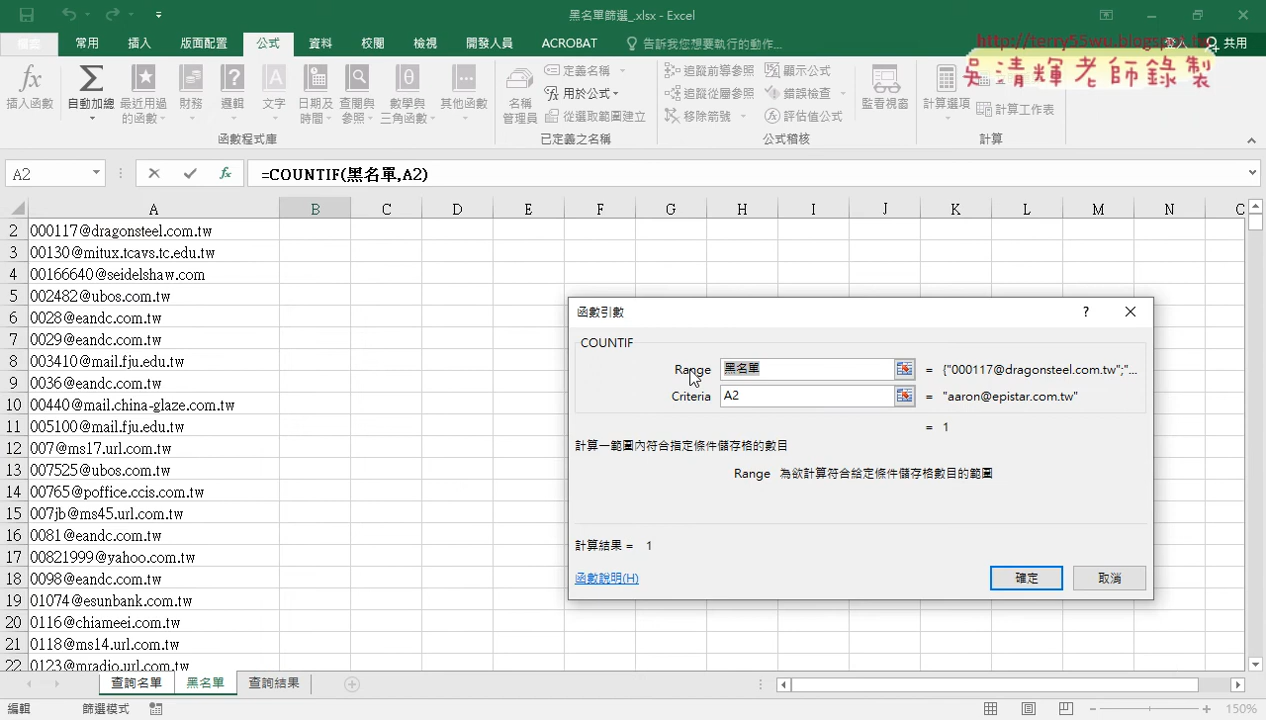 黑名單篩選_.xlsx - Excel
檔案 常用 插入 版面配置 公式 資料 校閱 檢視 開發人員 ACROBAT 告訴我您想要執行的動作... 登入 共用
http://terry55wu.blogspot.tw
吳清輝老師錄製
插入函數 自動加總 最近用過的函數 財務 邏輯 文字 日期及時間 查閱與參照 數學與三角函數 其他函數 名稱管理員 定義名稱 用於公式 從選取範圍建立 追蹤前導參照 追蹤從屬參照 移除箭號 顯示公式 錯誤檢查 評估值公式 監看視窗 計算選項 計算工作表
函數程式庫 已定義之名稱 公式稽核 計算
A2 fx =COUNTIF(黑名單,A2)
A B C D E F G H I J K L M N
2 000117@dragonsteel.com.tw
3 00130@mitux.tcavs.tc.edu.tw
4 00166640@seidelshaw.com
5 002482@ubos.com.tw
6 0028@eandc.com.tw
7 0029@eandc.com.tw
8 003410@mail.fju.edu.tw
9 0036@eandc.com.tw
10 00440@mail.china-glaze.com.tw
11 005100@mail.fju.edu.tw
12 007@ms17.url.com.tw
13 007525@ubos.com.tw
14 00765@poffice.ccis.com.tw
15 007jb@ms45.url.com.tw
16 0081@eandc.com.tw
17 00821999@yahoo.com.tw
18 0098@eandc.com.tw
19 01074@esunbank.com.tw
20 0116@chiameei.com.tw
21 0118@ms14.url.com.tw
22 0123@mradio.url.com.tw
函數引數 ? ×
COUNTIF
Range 黑名單 = {"000117@dragonsteel.com.tw";"...
Criteria A2 = "aaron@epistar.com.tw"
= 1
計算一範圍內符合指定條件儲存格的數目
Range 為欲計算符合給定條件儲存格數目的範圍
計算結果 = 1
函數說明(H) 確定 取消
查詢名單 黑名單 查詢結果
編輯 篩選模式 150%